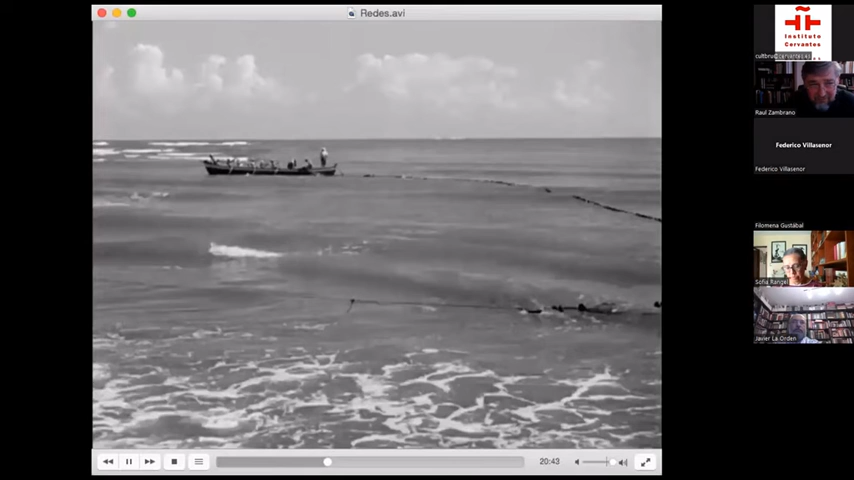 Redes.avi
20:43
Instituto
Cervantes
Raul Zambrano
Federico Villasenor
Federico Villasenor
Filomena Gustábal
Sofia Rangel
Javier La Orden